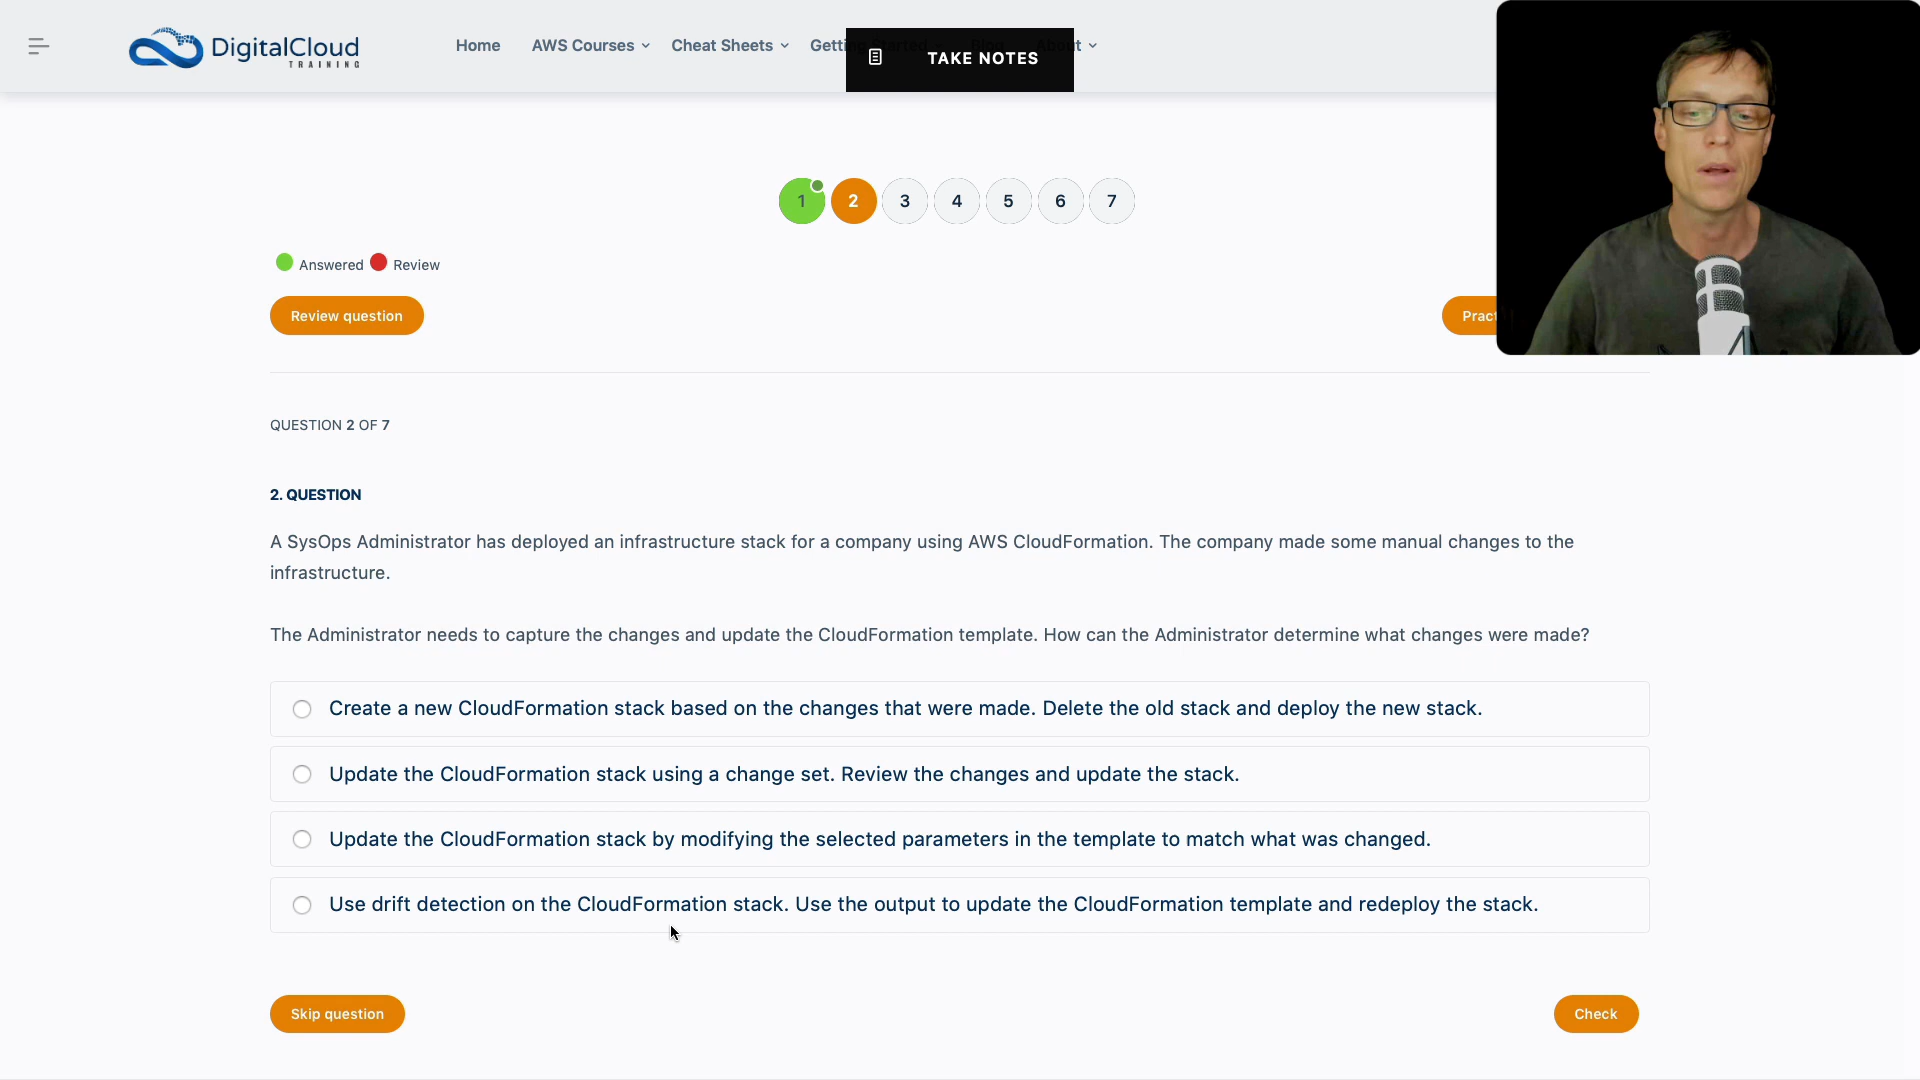 DigitalCloud
TRAINING
Home
AWS Courses
Cheat Sheets
Getting Started
About
TAKE NOTES
1
2
3
4
5
6
7
Answered
Review
Review question
Pract
QUESTION 2 OF 7
2. QUESTION
A SysOps Administrator has deployed an infrastructure stack for a company using AWS CloudFormation. The company made some manual changes to the
infrastructure.
The Administrator needs to capture the changes and update the CloudFormation template. How can the Administrator determine what changes were made?
Create a new CloudFormation stack based on the changes that were made. Delete the old stack and deploy the new stack.
Update the CloudFormation stack using a change set. Review the changes and update the stack.
Update the CloudFormation stack by modifying the selected parameters in the template to match what was changed.
Use drift detection on the CloudFormation stack. Use the output to update the CloudFormation template and redeploy the stack.
Skip question
Check